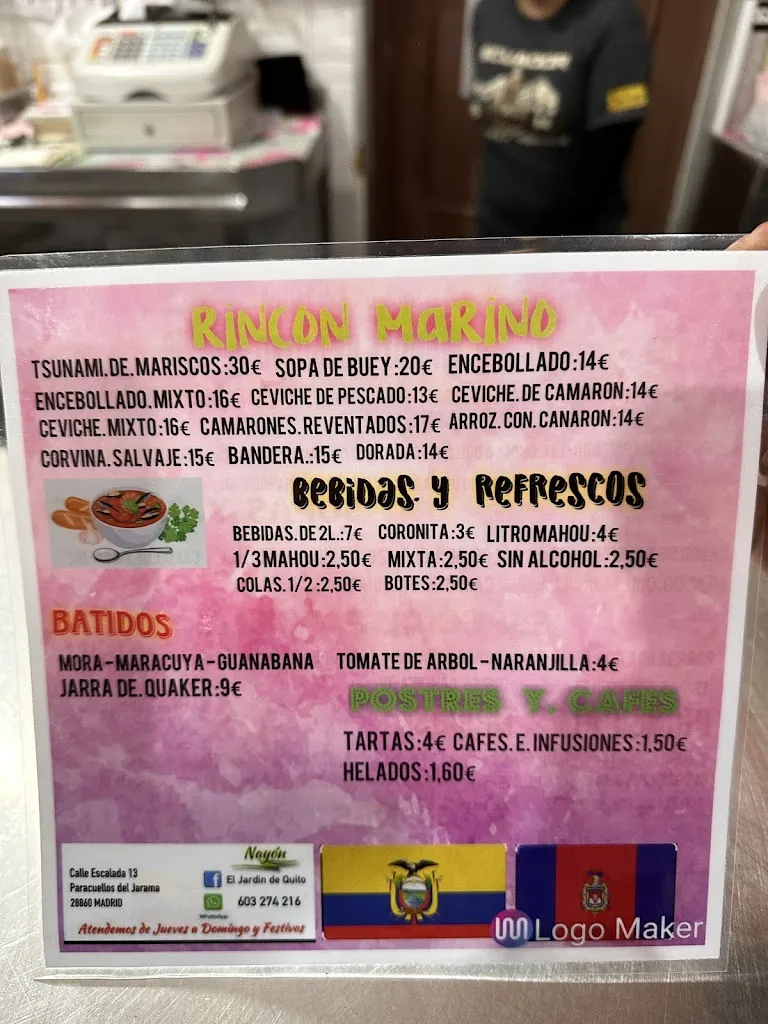 RINCON MARINO
TSUNAMI.DE.MARISCOS:30€ SOPA DE BUEY:20€ ENCEBOLLADO:14€
ENCEBOLLADO.MIXTO:16€ CEVICHE DE PESCADO:13€ CEVICHE.DE CAMARON:14€
CEVICHE.MIXTO:16€ CAMARONES.REVENTADOS:17€ ARROZ.CON.CANARON:14€
CORVINA.SALVAJE:15€ BANDERA.:15€ DORADA:14€
BEBIDAS. Y REFRESCOS
BEBIDAS.DE 2L.:7€ CORONITA:3€ LITRO MAHOU:4€
1/3 MAHOU:2,50€ MIXTA:2,50€ SIN ALCOHOL:2,50€
COLAS.1/2:2,50€ BOTES:2,50€
BATIDOS
MORA-MARACUYA-GUANABANA TOMATE DE ARBOL-NARANJILLA:4€
JARRA DE.QUAKER:9€
POSTRES Y. CAFES
TARTAS:4€ CAFES.E.INFUSIONES:1,50€
HELADOS:1,60€
Nayón
Calle Escalada 13
Paracuellos del Jarama
28860 MADRID
El Jardin de Quito
WhatsApp
603 274 216
Atendemos de Jueves a Domingo y Festivos
Logo Maker